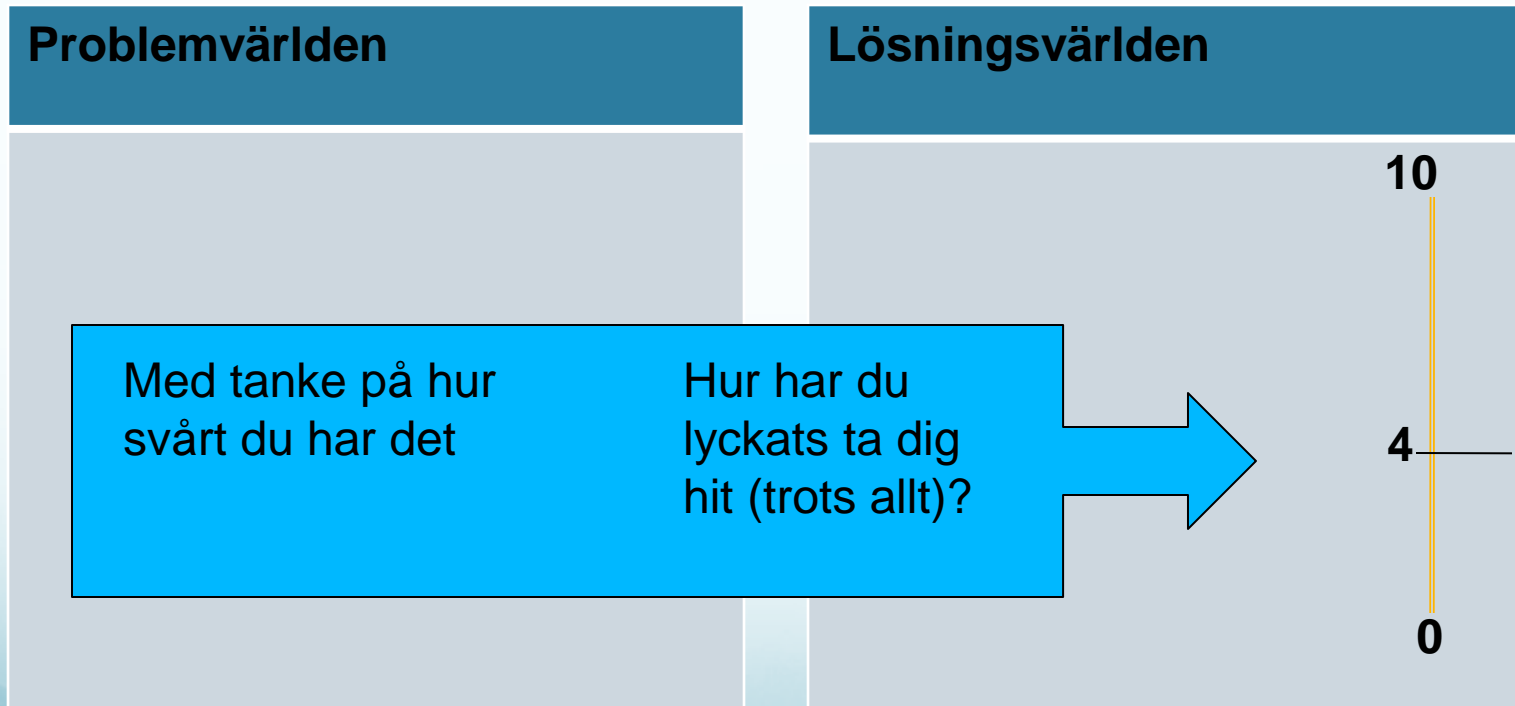 Problemvärlden
Lösningsvärlden
10
Med tanke på hur
svårt du har det
Hur har du
lyckats ta dig
hit (trots allt)?
4
0